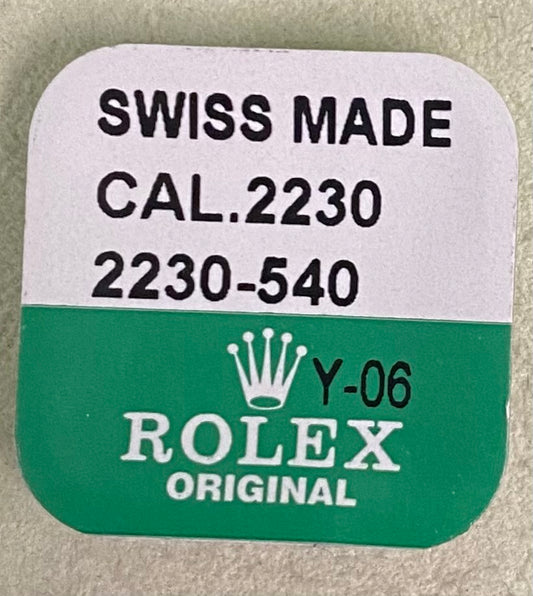 SWISS MADE
CAL.2230
2230-540
Y-06
ROLEX
ORIGINAL